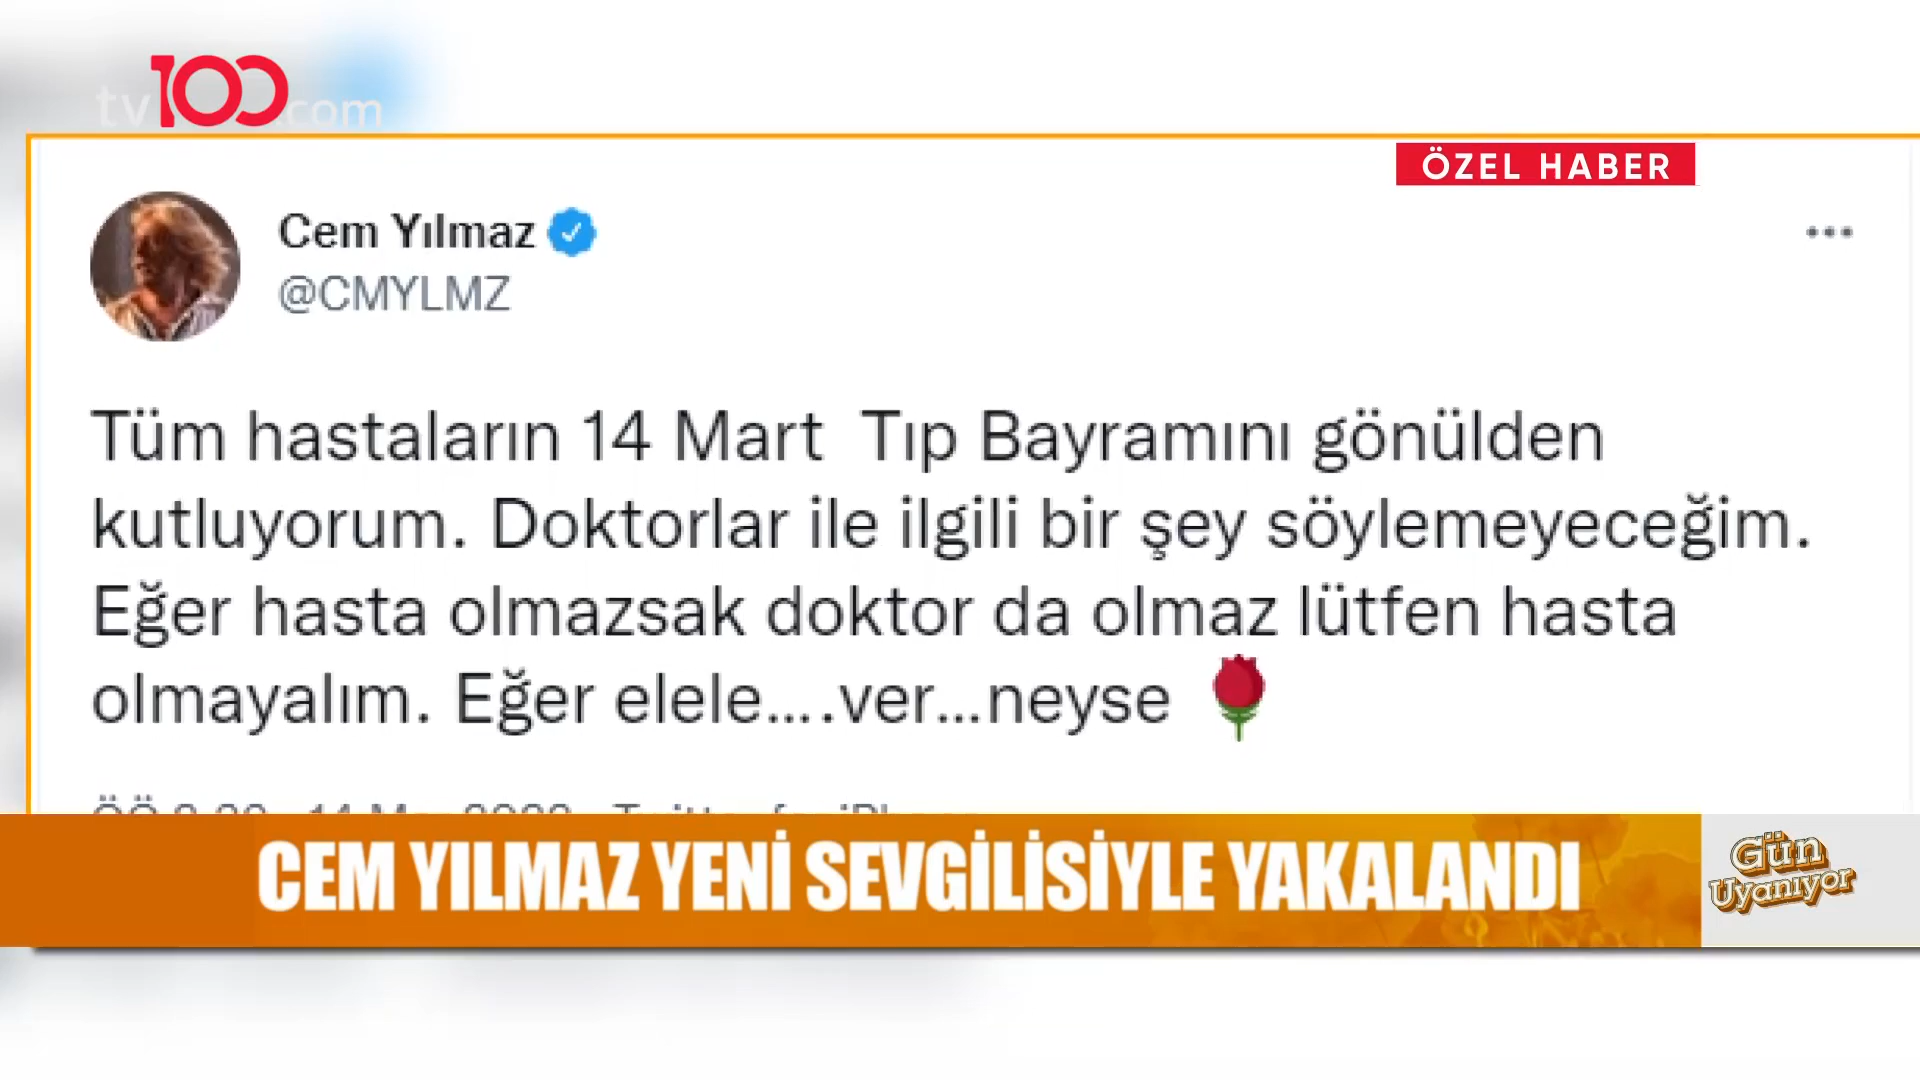 tv100.com
ÖZEL HABER
Cem Yılmaz
@CMYLMZ
Tüm hastaların 14 Mart  Tıp Bayramını gönülden
kutluyorum. Doktorlar ile ilgili bir şey söylemeyeceğim.
Eğer hasta olmazsak doktor da olmaz lütfen hasta
olmayalım. Eğer elele….ver…neyse
CEM YILMAZ YENİ SEVGİLİSİYLE YAKALANDI
Gün
Uyanıyor